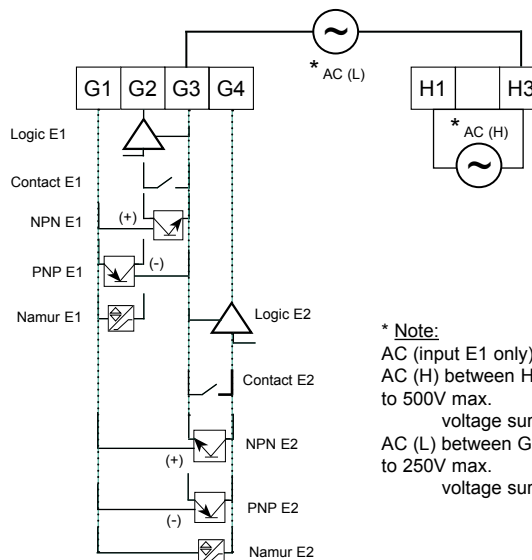 * AC (L)
G1 G2 G3 G4
H1 H3
* AC (H)
Logic E1
Contact E1
NPN E1
(+)
PNP E1
(-)
Namur E1
Logic E2
Contact E2
NPN E2
(+)
PNP E2
(-)
Namur E2
* Note:
AC (input E1 only)
AC (H) between H
to 500V max.
voltage sur
AC (L) between G
to 250V max.
voltage sur